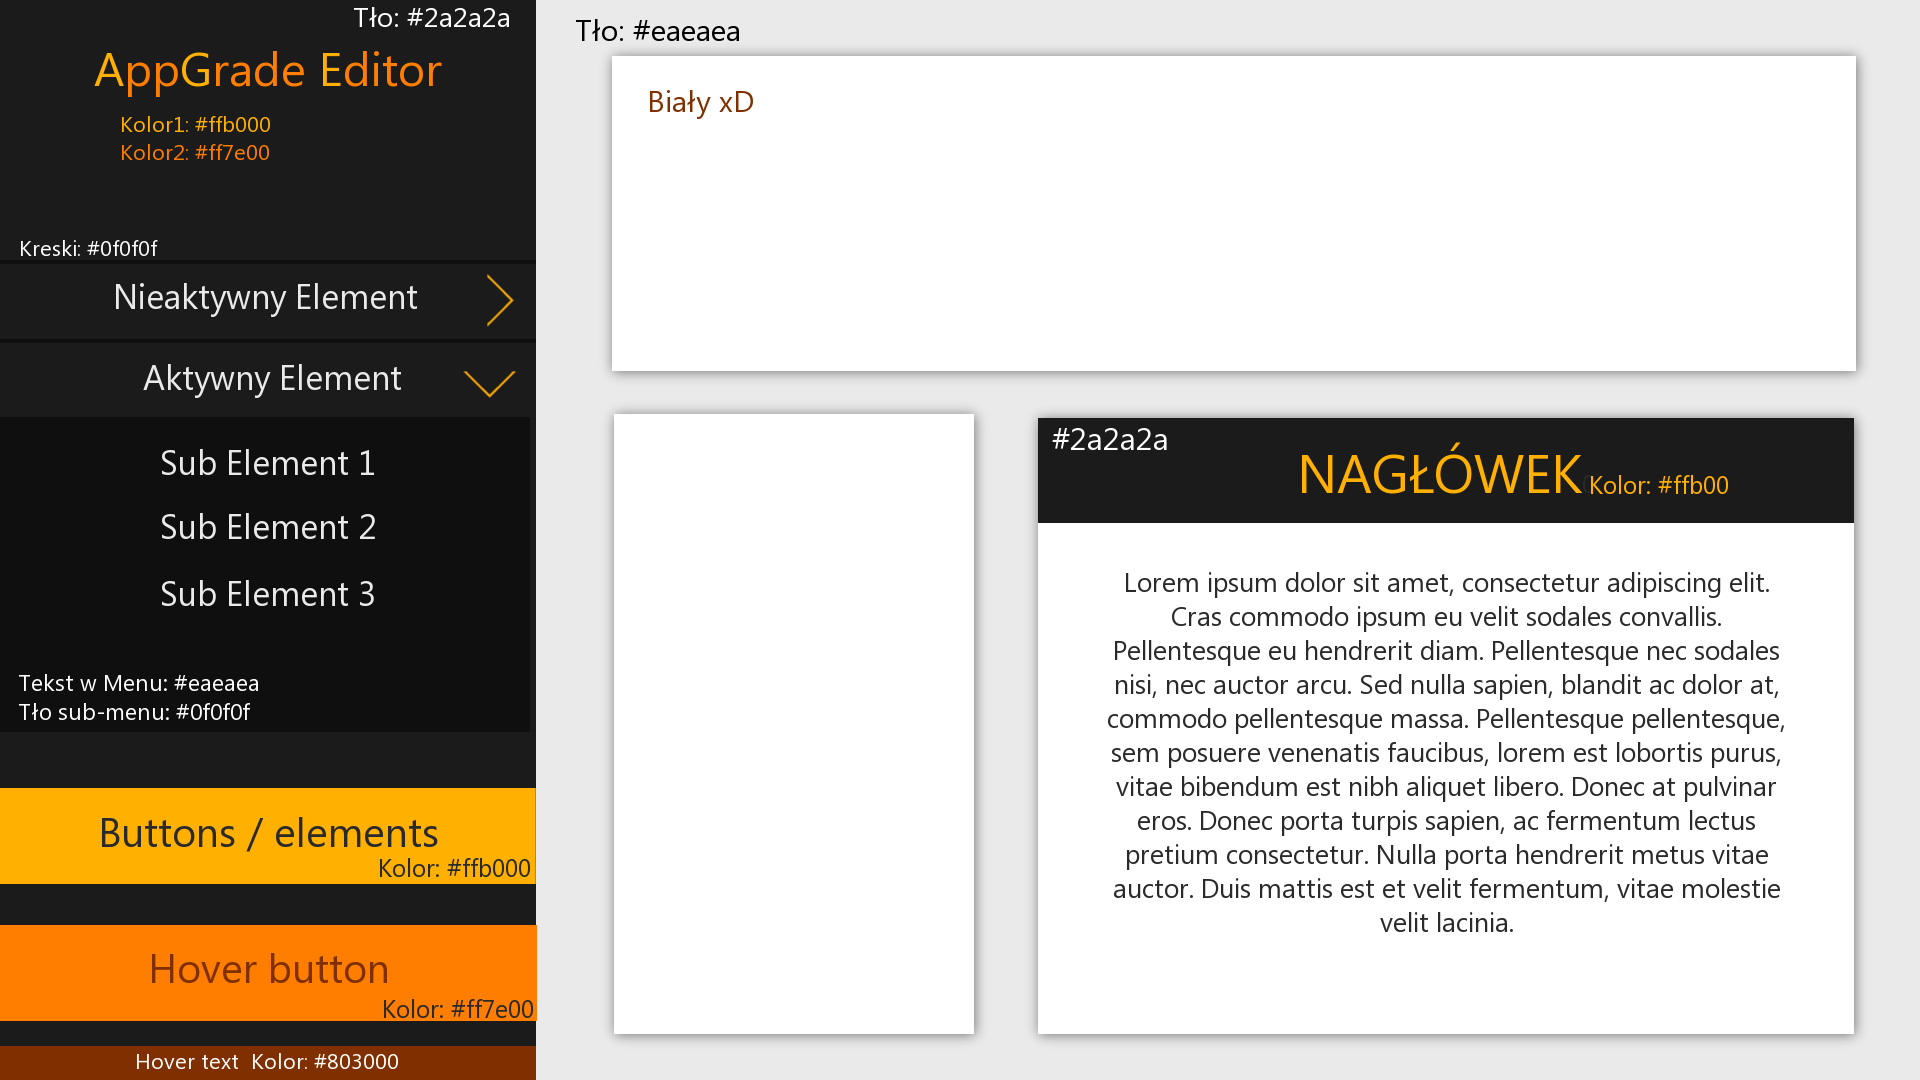 Tło: #2a2a2a
AppGrade Editor
Kolor1: #ffb000
Kolor2: #ff7e00
Kreski: #0f0f0f
Nieaktywny Element
Aktywny Element
Sub Element 1
Sub Element 2
Sub Element 3
Tekst w Menu: #eaeaea
Tło sub-menu: #0f0f0f
Buttons / elements
Kolor: #ffb000
Hover button
Kolor: #ff7e00
Hover text  Kolor: #803000
Tło: #eaeaea
Biały xD
#2a2a2a
NAGŁÓWEK Kolor: #ffb00
Lorem ipsum dolor sit amet, consectetur adipiscing elit.
Cras commodo ipsum eu velit sodales convallis.
Pellentesque eu hendrerit diam. Pellentesque nec sodales
nisi, nec auctor arcu. Sed nulla sapien, blandit ac dolor at,
commodo pellentesque massa. Pellentesque pellentesque,
sem posuere venenatis faucibus, lorem est lobortis purus,
vitae bibendum est nibh aliquet libero. Donec at pulvinar
eros. Donec porta turpis sapien, ac fermentum lectus
pretium consectetur. Nulla porta hendrerit metus vitae
auctor. Duis mattis est et velit fermentum, vitae molestie
velit lacinia.